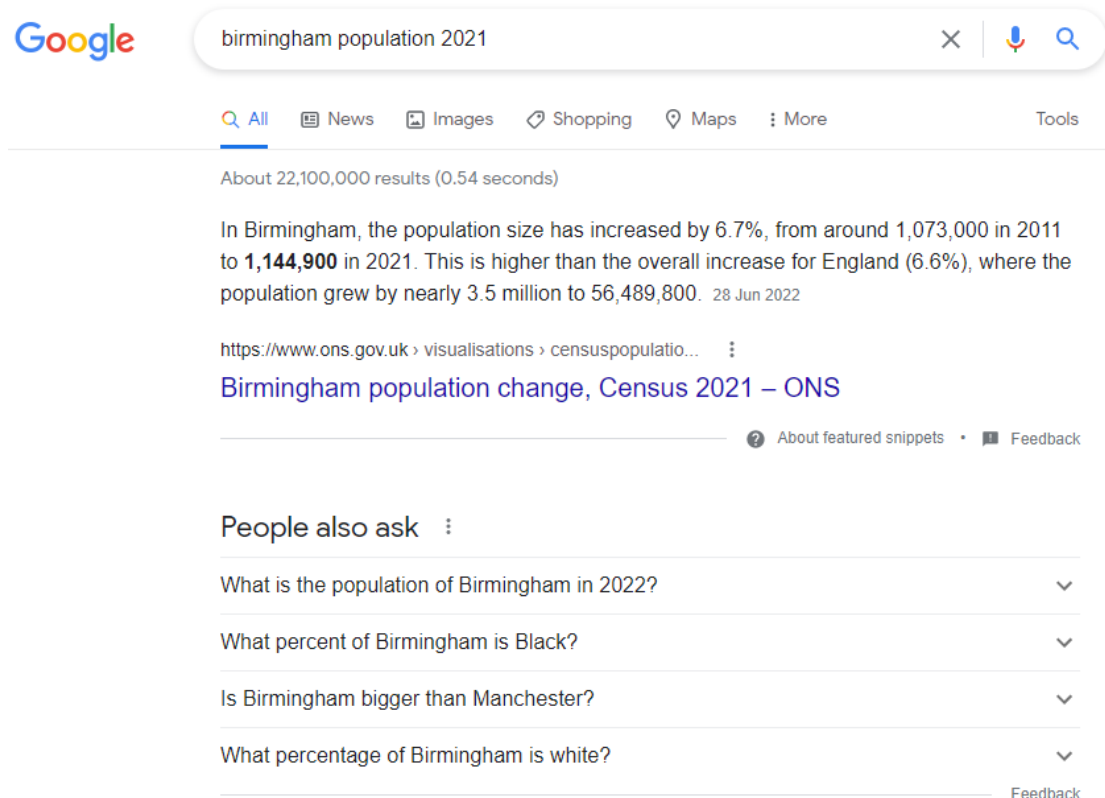 Google
birmingham population 2021
All News Images Shopping Maps More Tools
About 22,100,000 results (0.54 seconds)
In Birmingham, the population size has increased by 6.7%, from around 1,073,000 in 2011
to 1,144,900 in 2021. This is higher than the overall increase for England (6.6%), where the
population grew by nearly 3.5 million to 56,489,800. 28 Jun 2022
https://www.ons.gov.uk › visualisations › censuspopulatio...
Birmingham population change, Census 2021 – ONS
About featured snippets • Feedback
People also ask
What is the population of Birmingham in 2022?
What percent of Birmingham is Black?
Is Birmingham bigger than Manchester?
What percentage of Birmingham is white?
Feedback